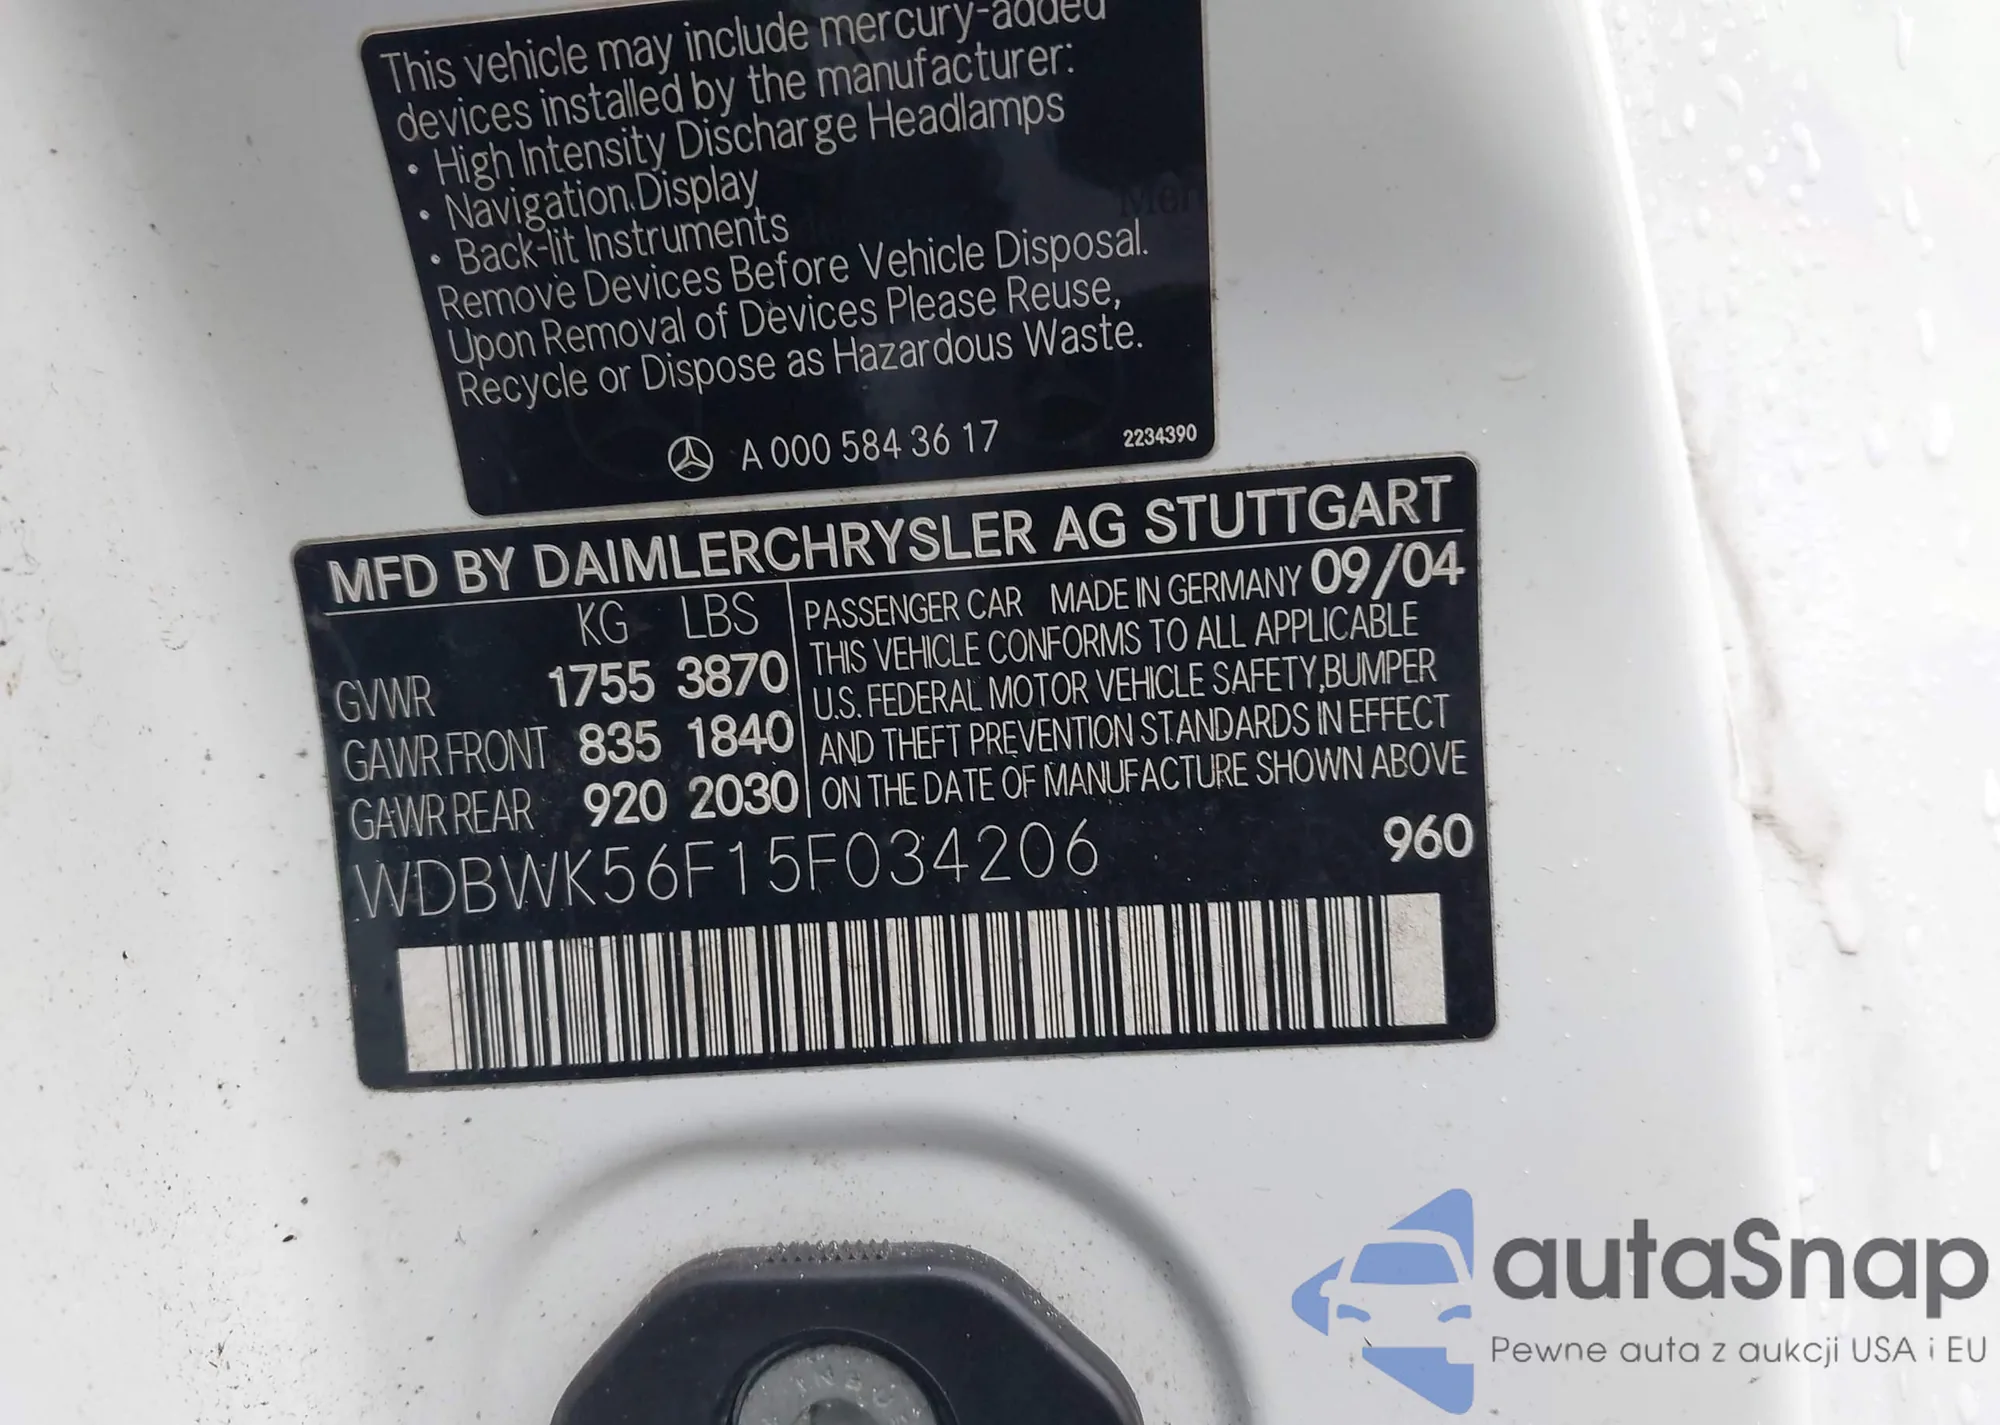 This vehicle may include mercury-added
devices installed by the manufacturer:
• High Intensity Discharge Headlamps
• Navigation Display
• Back-lit Instruments
Remove Devices Before Vehicle Disposal.
Upon Removal of Devices Please Reuse,
Recycle or Dispose as Hazardous Waste.
A 000 584 36 17 2234390
MFD BY DAIMLERCHRYSLER AG STUTTGART
KG LBS
GVWR 1755 3870
GAWR FRONT 835 1840
GAWR REAR 920 2030
PASSENGER CAR MADE IN GERMANY 09/04
THIS VEHICLE CONFORMS TO ALL APPLICABLE
U.S. FEDERAL MOTOR VEHICLE SAFETY, BUMPER
AND THEFT PREVENTION STANDARDS IN EFFECT
ON THE DATE OF MANUFACTURE SHOWN ABOVE
WDBWK56F15F034206 960
autaSnap
Pewne auta z aukcji USA i EU